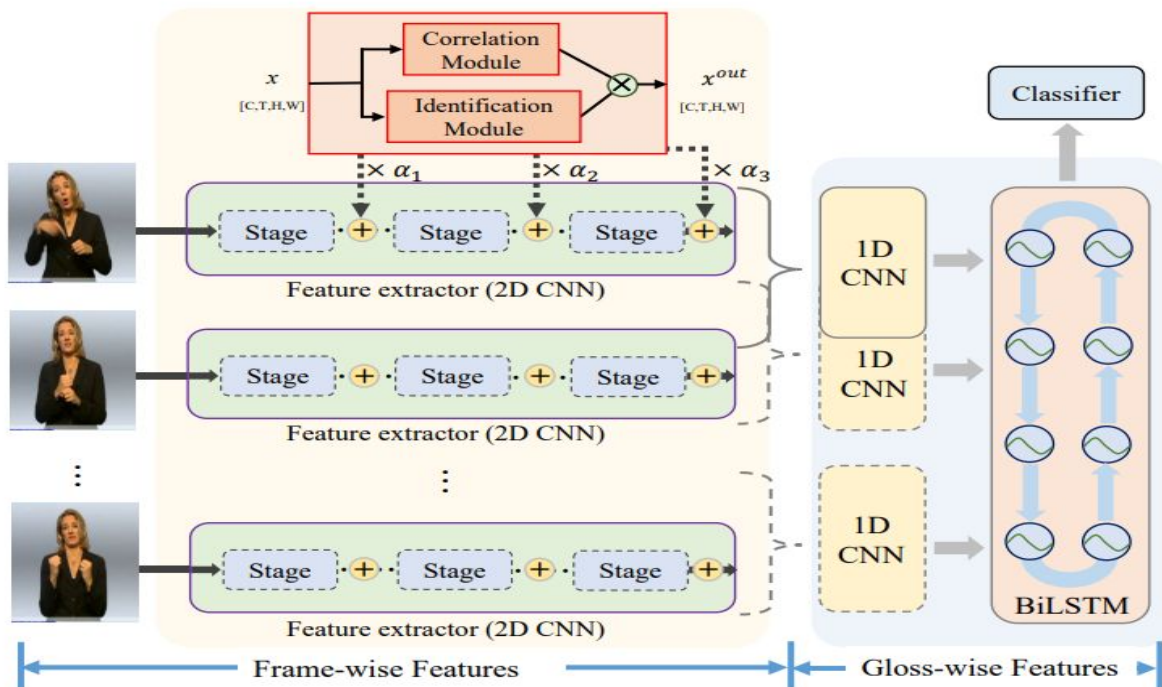 Correlation
Module
x
[C,T,H,W]
Identification
Module
x^{out}
[C,T,H,W]
× α₁
× α₂
× α₃
Stage
Stage
Stage
Feature extractor (2D CNN)
Stage
Stage
Stage
Feature extractor (2D CNN)
...
...
Stage
Stage
Stage
Feature extractor (2D CNN)
Classifier
1D
CNN
1D
CNN
1D
CNN
BiLSTM
Frame-wise Features
Gloss-wise Features